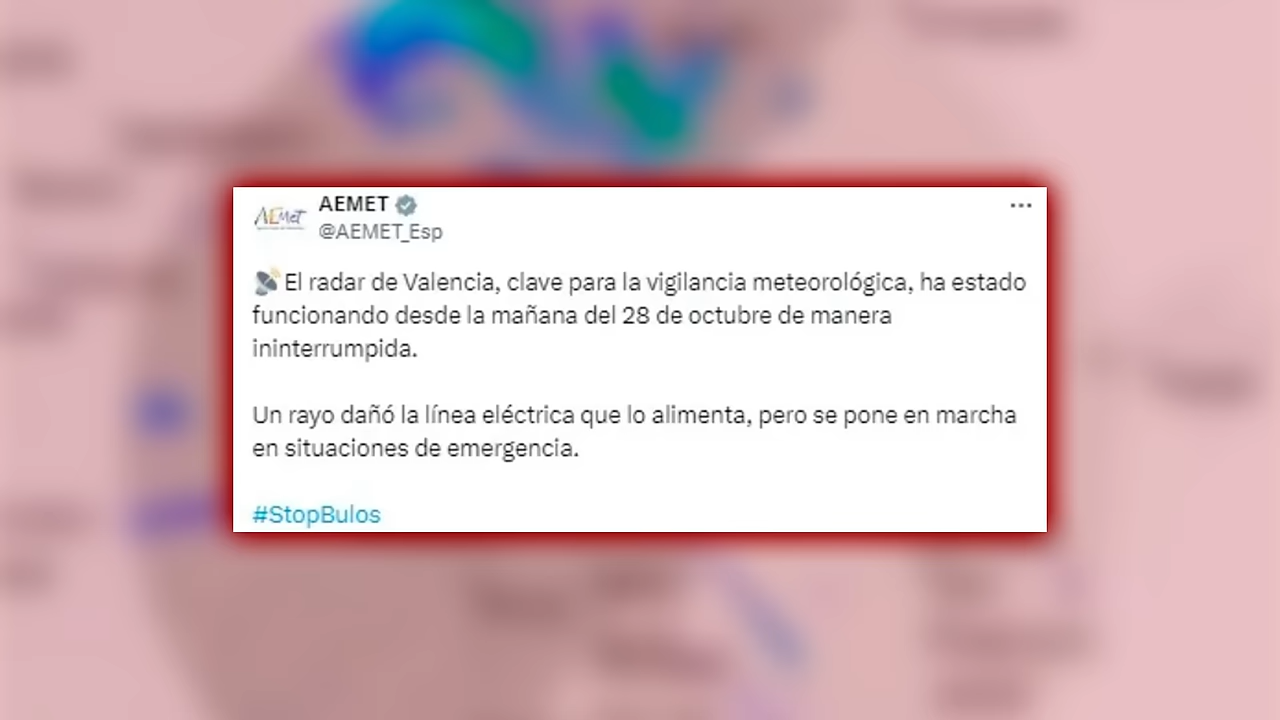 AEMet
AEMET
@AEMET_Esp
El radar de Valencia, clave para la vigilancia meteorológica, ha estado
funcionando desde la mañana del 28 de octubre de manera
ininterrumpida.
Un rayo dañó la línea eléctrica que lo alimenta, pero se pone en marcha
en situaciones de emergencia.
#StopBulos